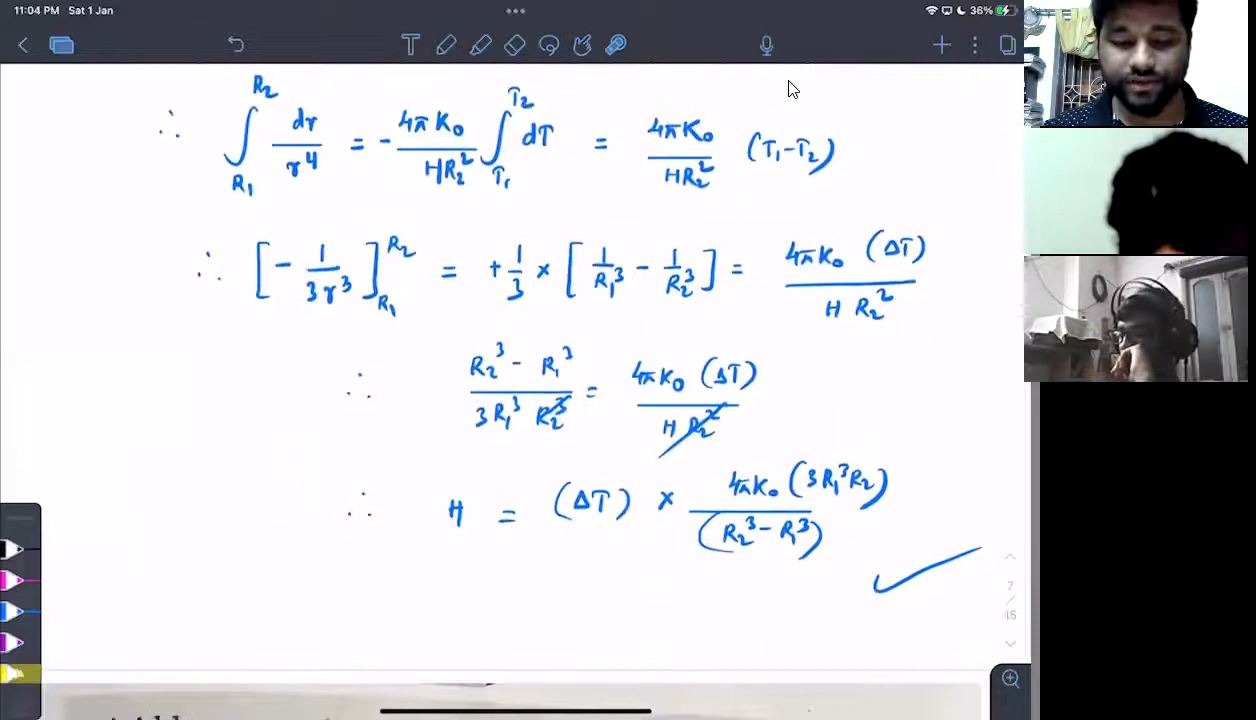 11:04 PM Sat 1 Jan
36%
∴ ∫_{R₁}^{R₂} dr/r⁴ = - 4πK₀/HR₂² ∫_{T₁}^{T₂} dT = 4πK₀/HR₂² (T₁-T₂)
∴ [- 1/3r³]_{R₁}^{R₂} = +1/3 × [1/R₁³ - 1/R₂³] = 4πK₀ (ΔT)/H R₂²
∴ R₂³ - R₁³/3R₁³ R₂³ = 4πK₀ (ΔT)/H R₂²
∴ H = (ΔT) × 4πK₀ (3R₁³R₂)/(R₂³ - R₁³)
7
/
15